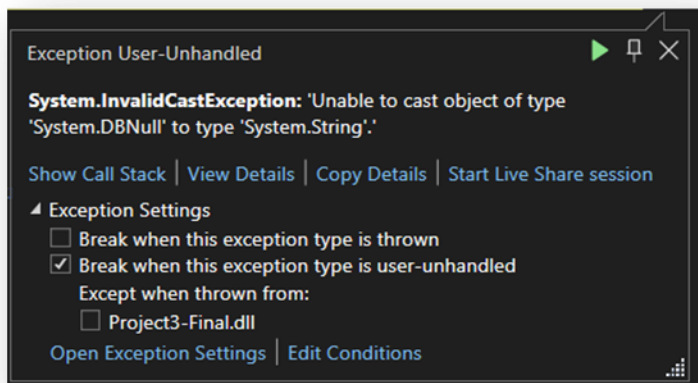 Exception User-Unhandled
System.InvalidCastException: 'Unable to cast object of type
'System.DBNull' to type 'System.String'.'
Show Call Stack | View Details | Copy Details | Start Live Share session
Exception Settings
Break when this exception type is thrown
Break when this exception type is user-unhandled
Except when thrown from:
Project3-Final.dll
Open Exception Settings | Edit Conditions